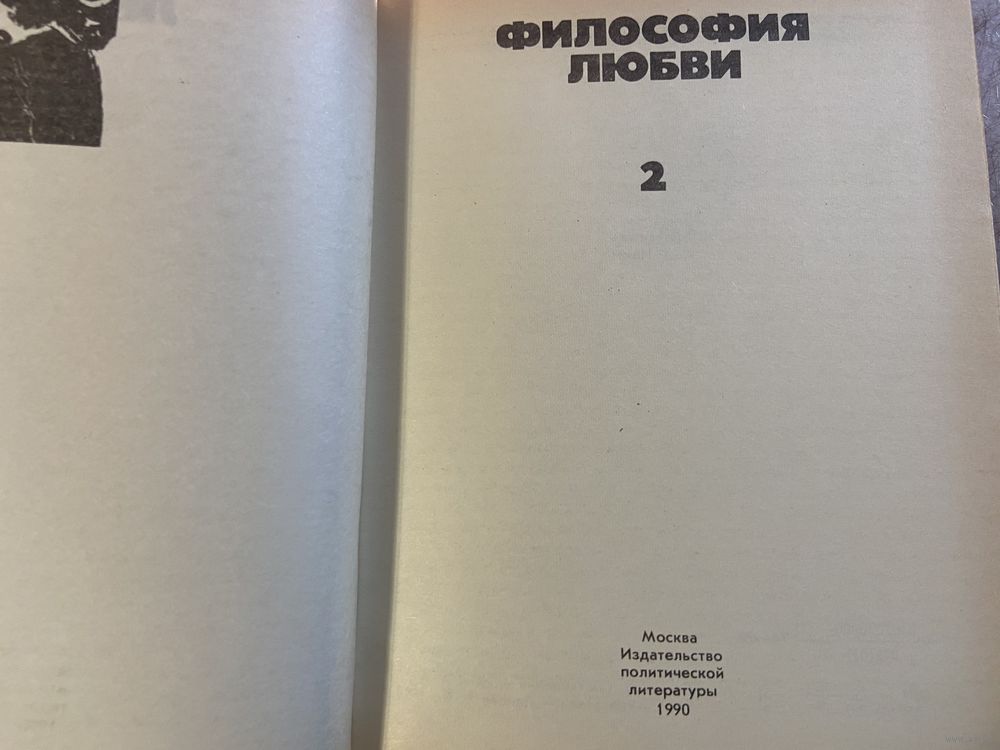 ФИЛОСОФИЯ
ЛЮБВИ
2
Москва
Издательство
политической
литературы
1990